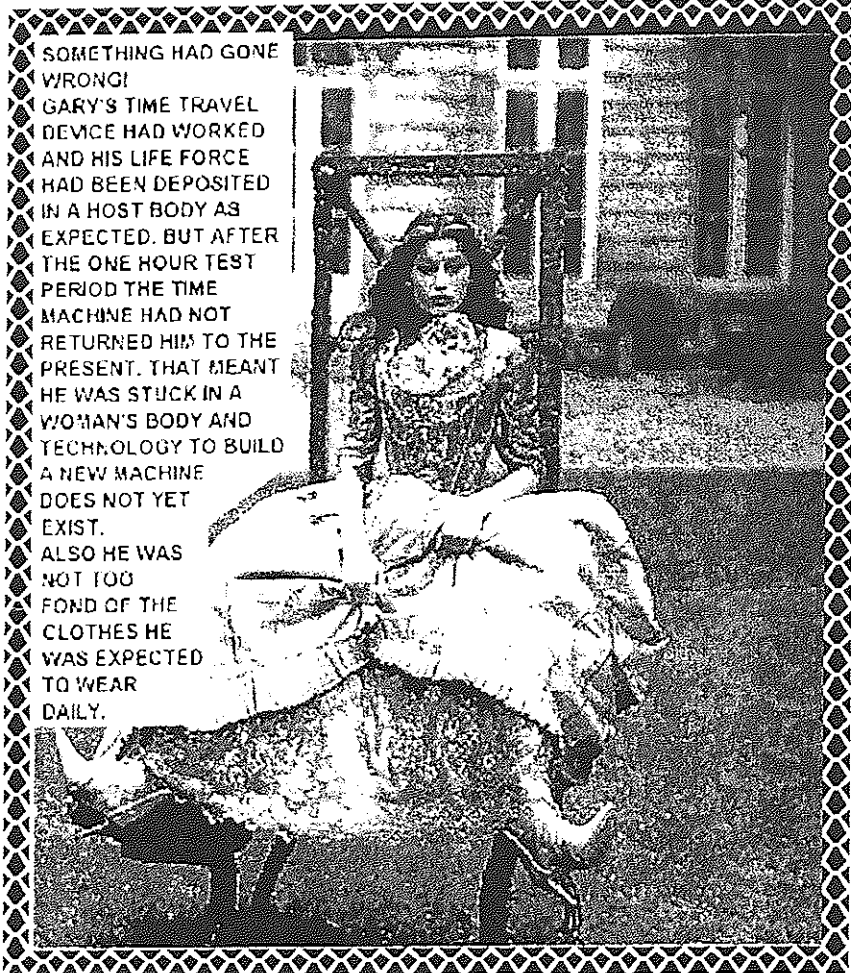 SOMETHING HAD GONE
WRONG!
GARY'S TIME TRAVEL
DEVICE HAD WORKED
AND HIS LIFE FORCE
HAD BEEN DEPOSITED
IN A HOST BODY AS
EXPECTED. BUT AFTER
THE ONE HOUR TEST
PERIOD THE TIME
MACHINE HAD NOT
RETURNED HIM TO THE
PRESENT. THAT MEANT
HE WAS STUCK IN A
WOMAN'S BODY AND
TECHNOLOGY TO BUILD
A NEW MACHINE
DOES NOT YET
EXIST.
ALSO HE WAS
NOT TOO
FOND OF THE
CLOTHES HE
WAS EXPECTED
TO WEAR
DAILY.